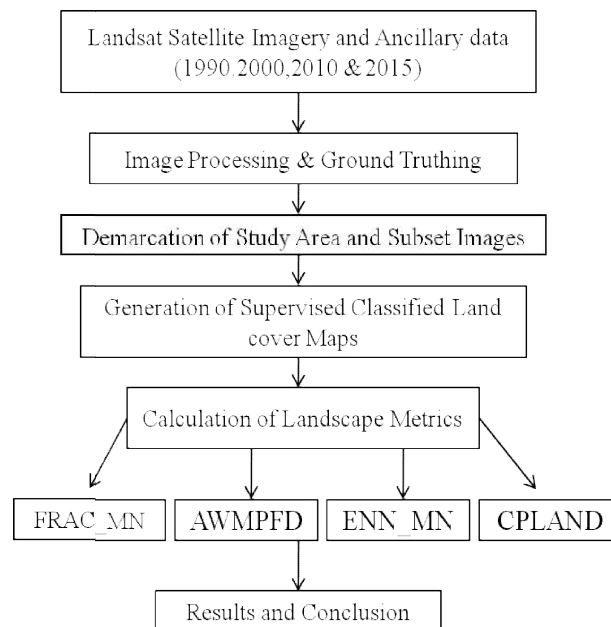 Landsat Satellite Imagery and Ancillary data
(1990.2000,2010 & 2015)
Image Processing & Ground Truthing
Demarcation of Study Area and Subset Images
Generation of Supervised Classified Land
cover Maps
Calculation of Landscape Metrics
FRAC_MN
AWMPFD
ENN_MN
CPLAND
Results and Conclusion